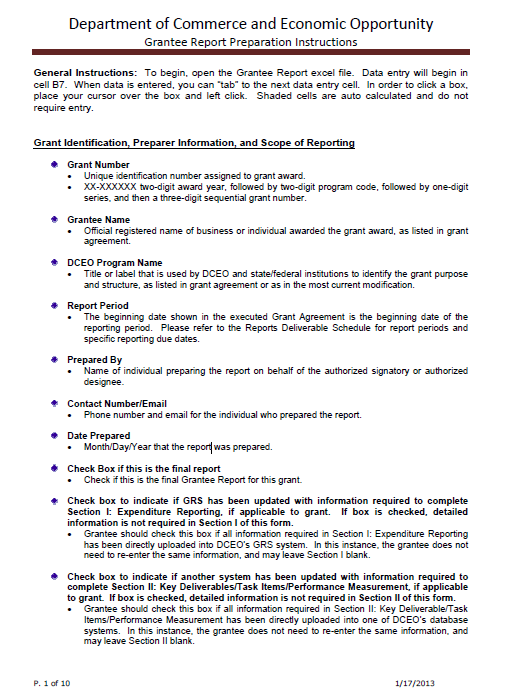 Department of Commerce and Economic Opportunity
Grantee Report Preparation Instructions
General Instructions: To begin, open the Grantee Report excel file. Data entry will begin in
cell B7. When data is entered, you can "tab" to the next data entry cell. In order to click a box,
place your cursor over the box and left click. Shaded cells are auto calculated and do not
require entry.
Grant Identification, Preparer Information, and Scope of Reporting
Grant Number
• Unique identification number assigned to grant award.
• XX-XXXXXX two-digit award year, followed by two-digit program code, followed by one-digit
series, and then a three-digit sequential grant number.
Grantee Name
• Official registered name of business or individual awarded the grant award, as listed in grant
agreement.
DCEO Program Name
• Title or label that is used by DCEO and state/federal institutions to identify the grant purpose
and structure, as listed in grant agreement or as in the most current modification.
Report Period
• The beginning date shown in the executed Grant Agreement is the beginning date of the
reporting period. Please refer to the Reports Deliverable Schedule for report periods and
specific reporting due dates.
Prepared By
• Name of individual preparing the report on behalf of the authorized signatory or authorized
designee.
Contact Number/Email
• Phone number and email for the individual who prepared the report.
Date Prepared
• Month/Day/Year that the report was prepared.
Check Box if this is the final report
• Check if this is the final Grantee Report for this grant.
Check box to indicate if GRS has been updated with information required to complete
Section I: Expenditure Reporting, if applicable to grant. If box is checked, detailed
information is not required in Section I of this form.
• Grantee should check this box if all information required in Section I: Expenditure Reporting
has been directly uploaded into DCEO's GRS system. In this instance, the grantee does not
need to re-enter the same information, and may leave Section I blank.
Check box to indicate if another system has been updated with information required to
complete Section II: Key Deliverables/Task Items/Performance Measurement, if applicable
to grant. If box is checked, detailed information is not required in Section II of this form.
• Grantee should check this box if all information required in Section II: Key Deliverable/Task
Items/Performance Measurement has been directly uploaded into one of DCEO's database
systems. In this instance, the grantee does not need to re-enter the same information, and
may leave Section II blank.
P. 1 of 10 1/17/2013